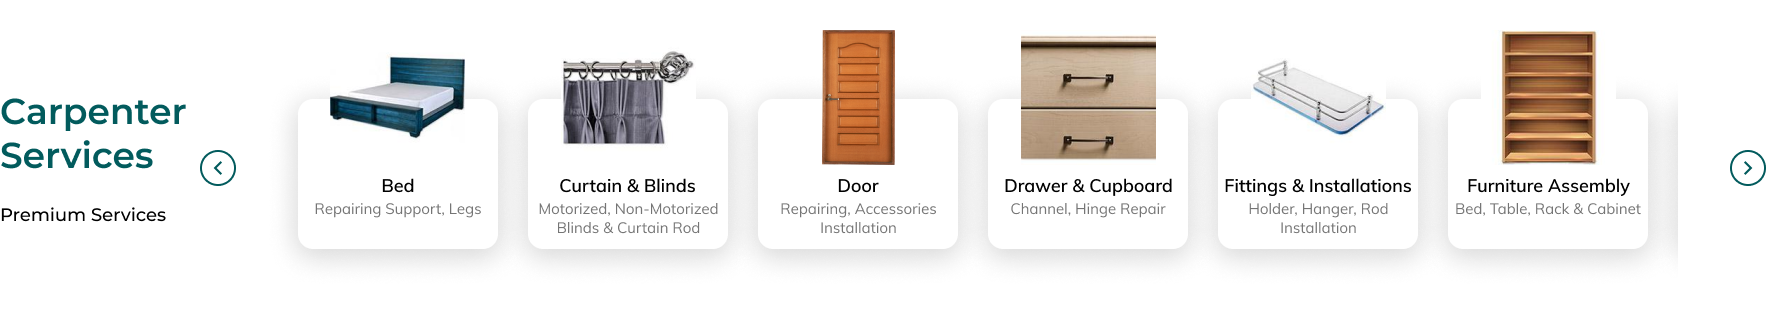 Carpenter
Services
Premium Services
Bed
Repairing Support, Legs
Curtain & Blinds
Motorized, Non-Motorized
Blinds & Curtain Rod
Door
Repairing, Accessories
Installation
Drawer & Cupboard
Channel, Hinge Repair
Fittings & Installations
Holder, Hanger, Rod
Installation
Furniture Assembly
Bed, Table, Rack & Cabinet